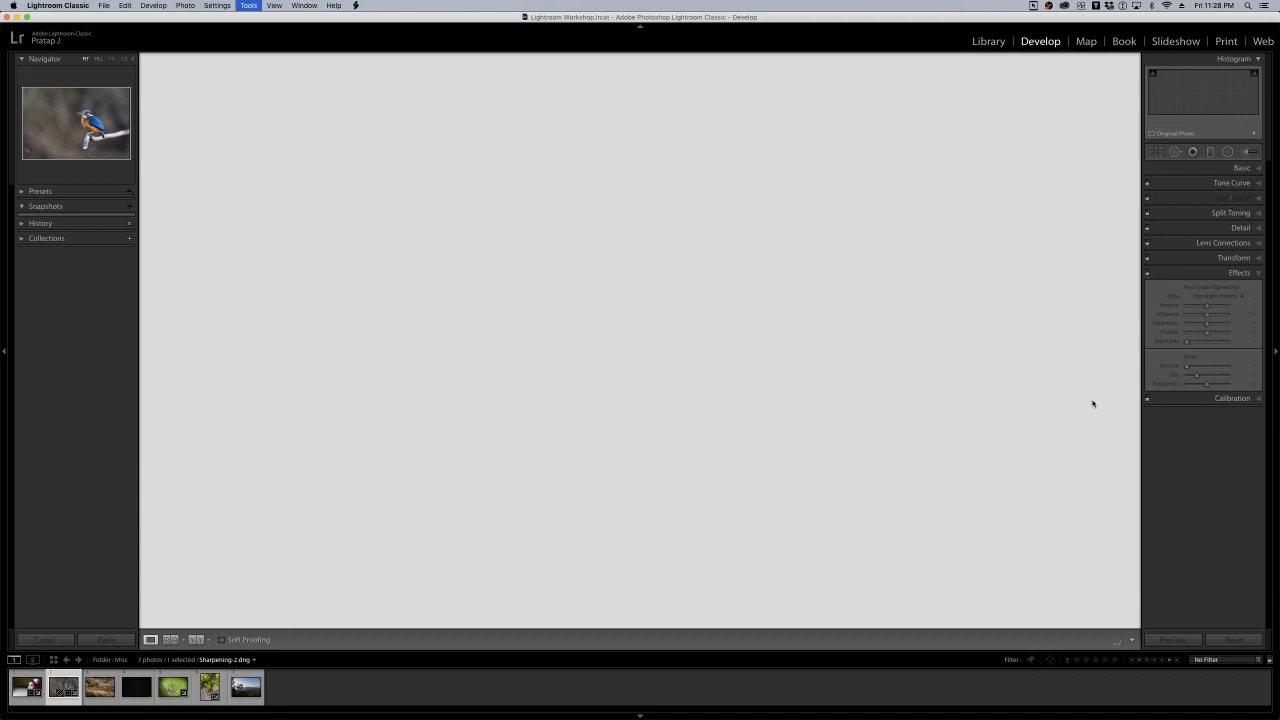 Lightroom Classic File Edit Develop Photo Settings Tools View Window Help Fri 11:28 PM
Lightroom Workshop.lrcat - Adobe Photoshop Lightroom Classic - Develop
Lr Adobe Lightroom Classic
Pratap J
Library | Develop | Map | Book | Slideshow | Print | Web
Navigator FIT FILL
Histogram
Original Photo
Basic
Tone Curve
Split Toning
Detail
Lens Corrections
Transform
Effects
Post-Crop Vignetting
Style Highlight Priority
Amount
Midpoint
Roundness
Feather
Highlights
Grain
Amount
Size
Roughness
Calibration
Presets +
Snapshots +
History ×
Collections +
Copy... Paste
Soft Proofing
Previous Reset
1 2 Folder: Misc 7 photos / 1 selected / Sharpening-2.dng
Filter: No Filter